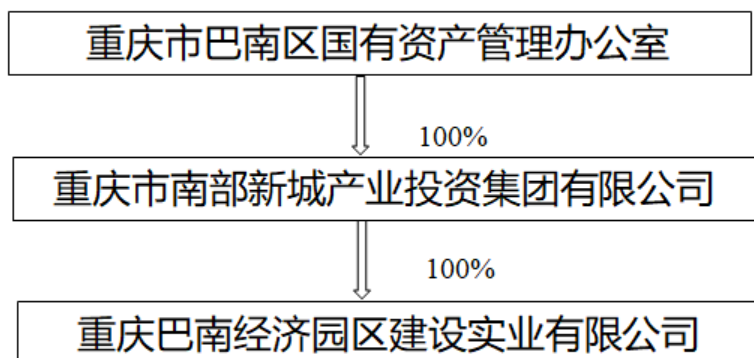 重庆市巴南区国有资产管理办公室
100%
重庆市南部新城产业投资集团有限公司
100%
重庆巴南经济园区建设实业有限公司